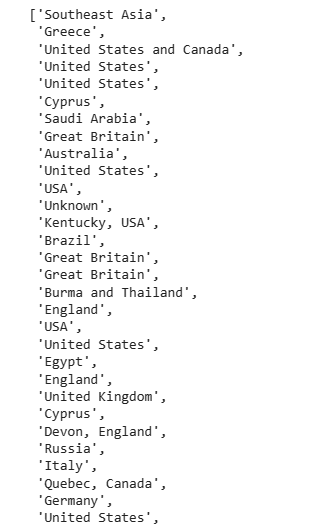 ['Southeast Asia',
'Greece',
'United States and Canada',
'United States',
'United States',
'Cyprus',
'Saudi Arabia',
'Great Britain',
'Australia',
'United States',
'USA',
'Unknown',
'Kentucky, USA',
'Brazil',
'Great Britain',
'Great Britain',
'Burma and Thailand',
'England',
'USA',
'United States',
'Egypt',
'England',
'United Kingdom',
'Cyprus',
'Devon, England',
'Russia',
'Italy',
'Quebec, Canada',
'Germany',
'United States',